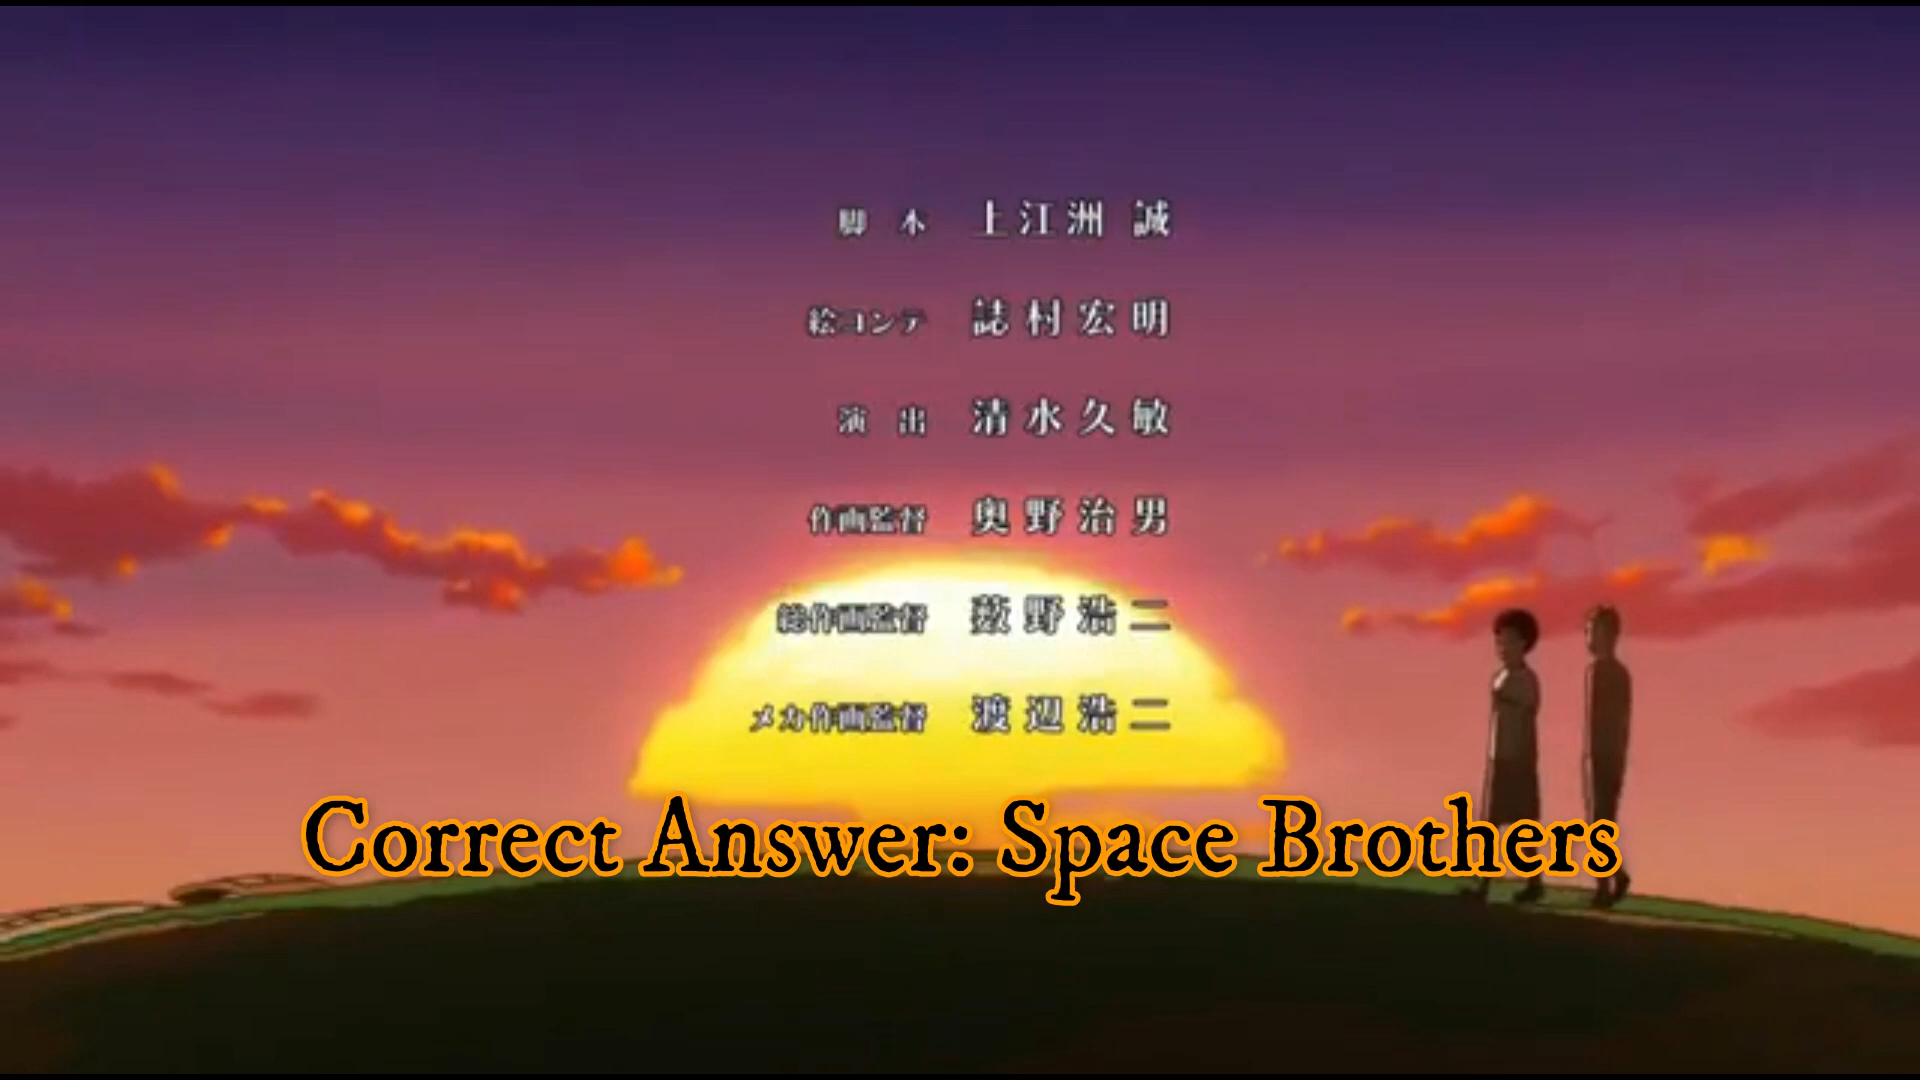 脚本 上江洲 誠
絵コンテ 誌村宏明
演出 清水久敏
作画監督 奥野治男
総作画監督 薮野浩二
メカ作画監督 渡辺浩二
Correct Answer: Space Brothers